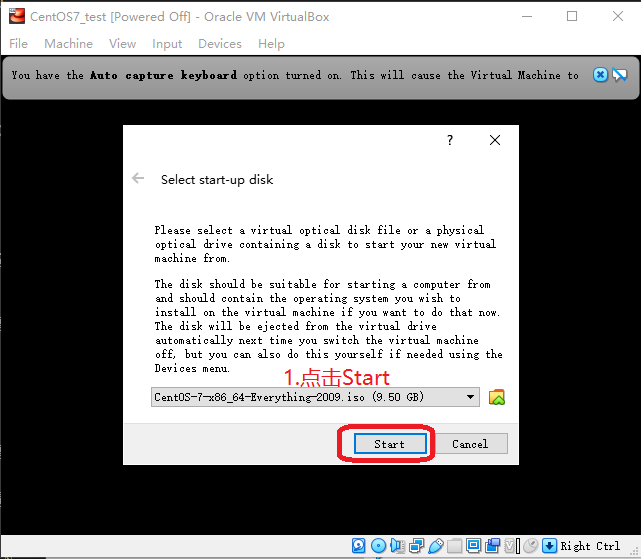 CentOS7_test [Powered Off] - Oracle VM VirtualBox
File Machine View Input Devices Help
You have the Auto capture keyboard option turned on. This will cause the Virtual Machine to
?
Select start-up disk
Please select a virtual optical disk file or a physical
optical drive containing a disk to start your new virtual
machine from.
The disk should be suitable for starting a computer from
and should contain the operating system you wish to
install on the virtual machine if you want to do that now.
The disk will be ejected from the virtual drive
automatically next time you switch the virtual machine
off, but you can also do this yourself if needed using the
Devices menu.
1.点击Start
CentOS-7-x86_64-Everything-2009.iso (9.50 GB)
Start Cancel
Right Ctrl